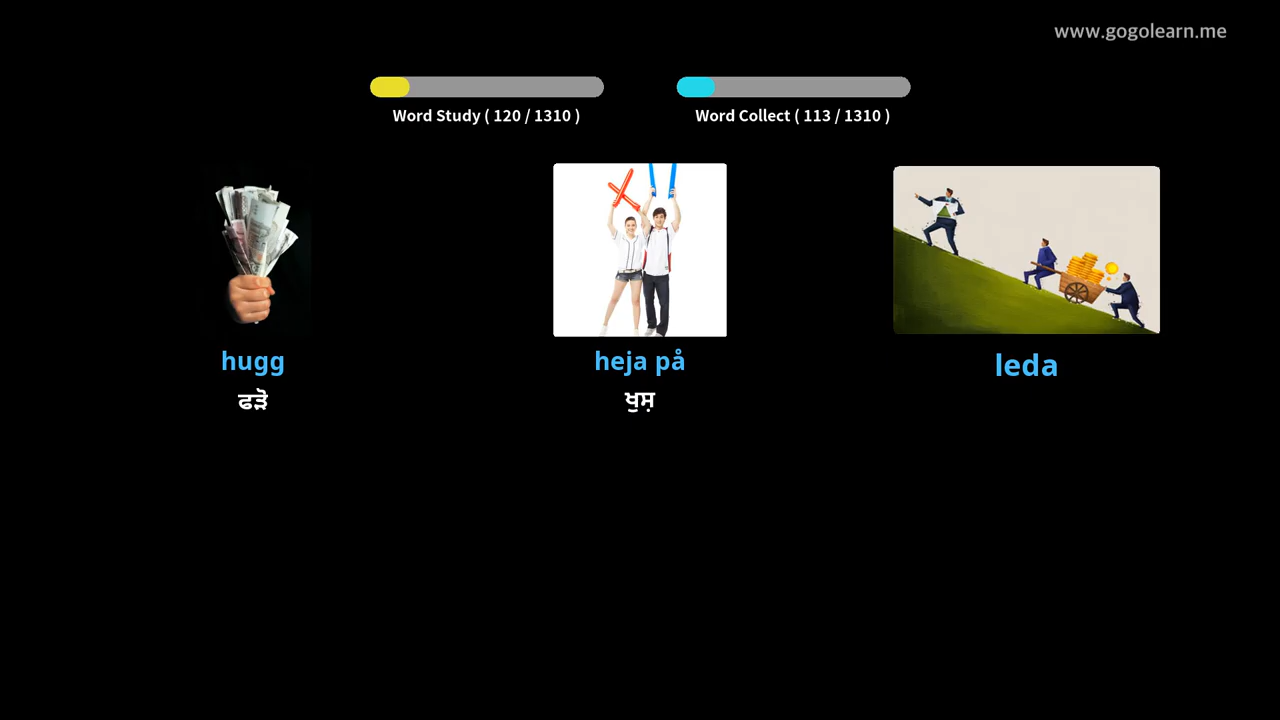 www.gogolearn.me
Word Study ( 120 / 1310 )
Word Collect ( 113 / 1310 )
hugg
ਫੜੋ
heja på
ਖੁਸ਼
leda